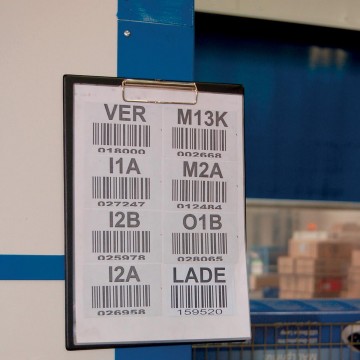 VER M13K
018000 002668
I1A M2A
027247 012484
I2B O1B
025978 028065
I2A LADE
026958 159520